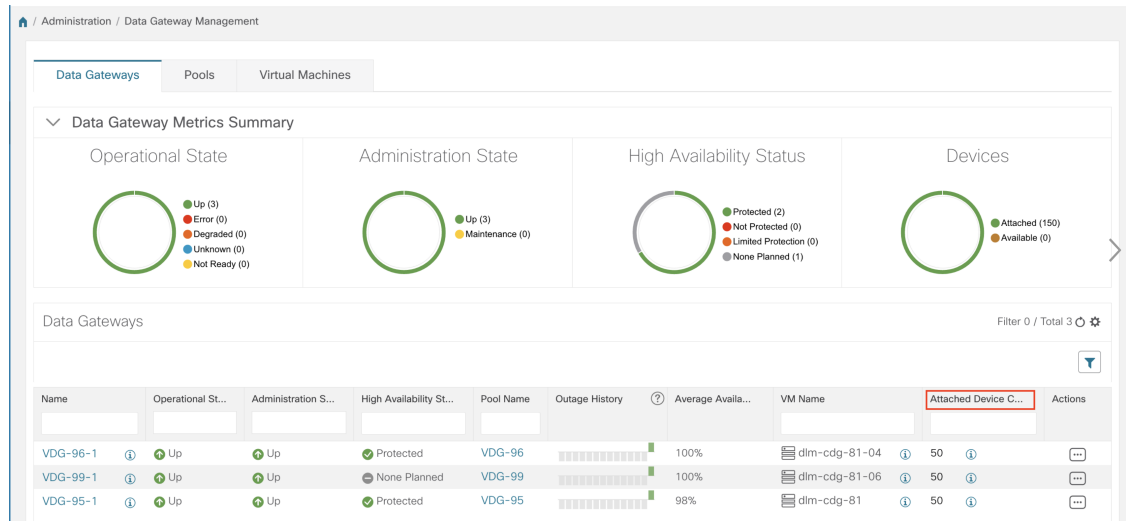 / Administration / Data Gateway Management
Data Gateways Pools Virtual Machines
Data Gateway Metrics Summary
Operational State Administration State High Availability Status Devices
Up (3)
Error (0)
Degraded (0)
Unknown (0)
Not Ready (0)
Up (3)
Maintenance (0)
Protected (2)
Not Protected (0)
Limited Protection (0)
None Planned (1)
Attached (150)
Available (0)
Data Gateways Filter 0 / Total 3
Name Operational St... Administration S... High Availability St... Pool Name Outage History ? Average Availa... VM Name Attached Device C... Actions
VDG-96-1 i Up Up Protected VDG-96 100% dlm-cdg-81-04 i 50 i ...
VDG-99-1 i Up Up None Planned VDG-99 100% dlm-cdg-81-06 i 50 i ...
VDG-95-1 i Up Up Protected VDG-95 98% dlm-cdg-81 i 50 i ...